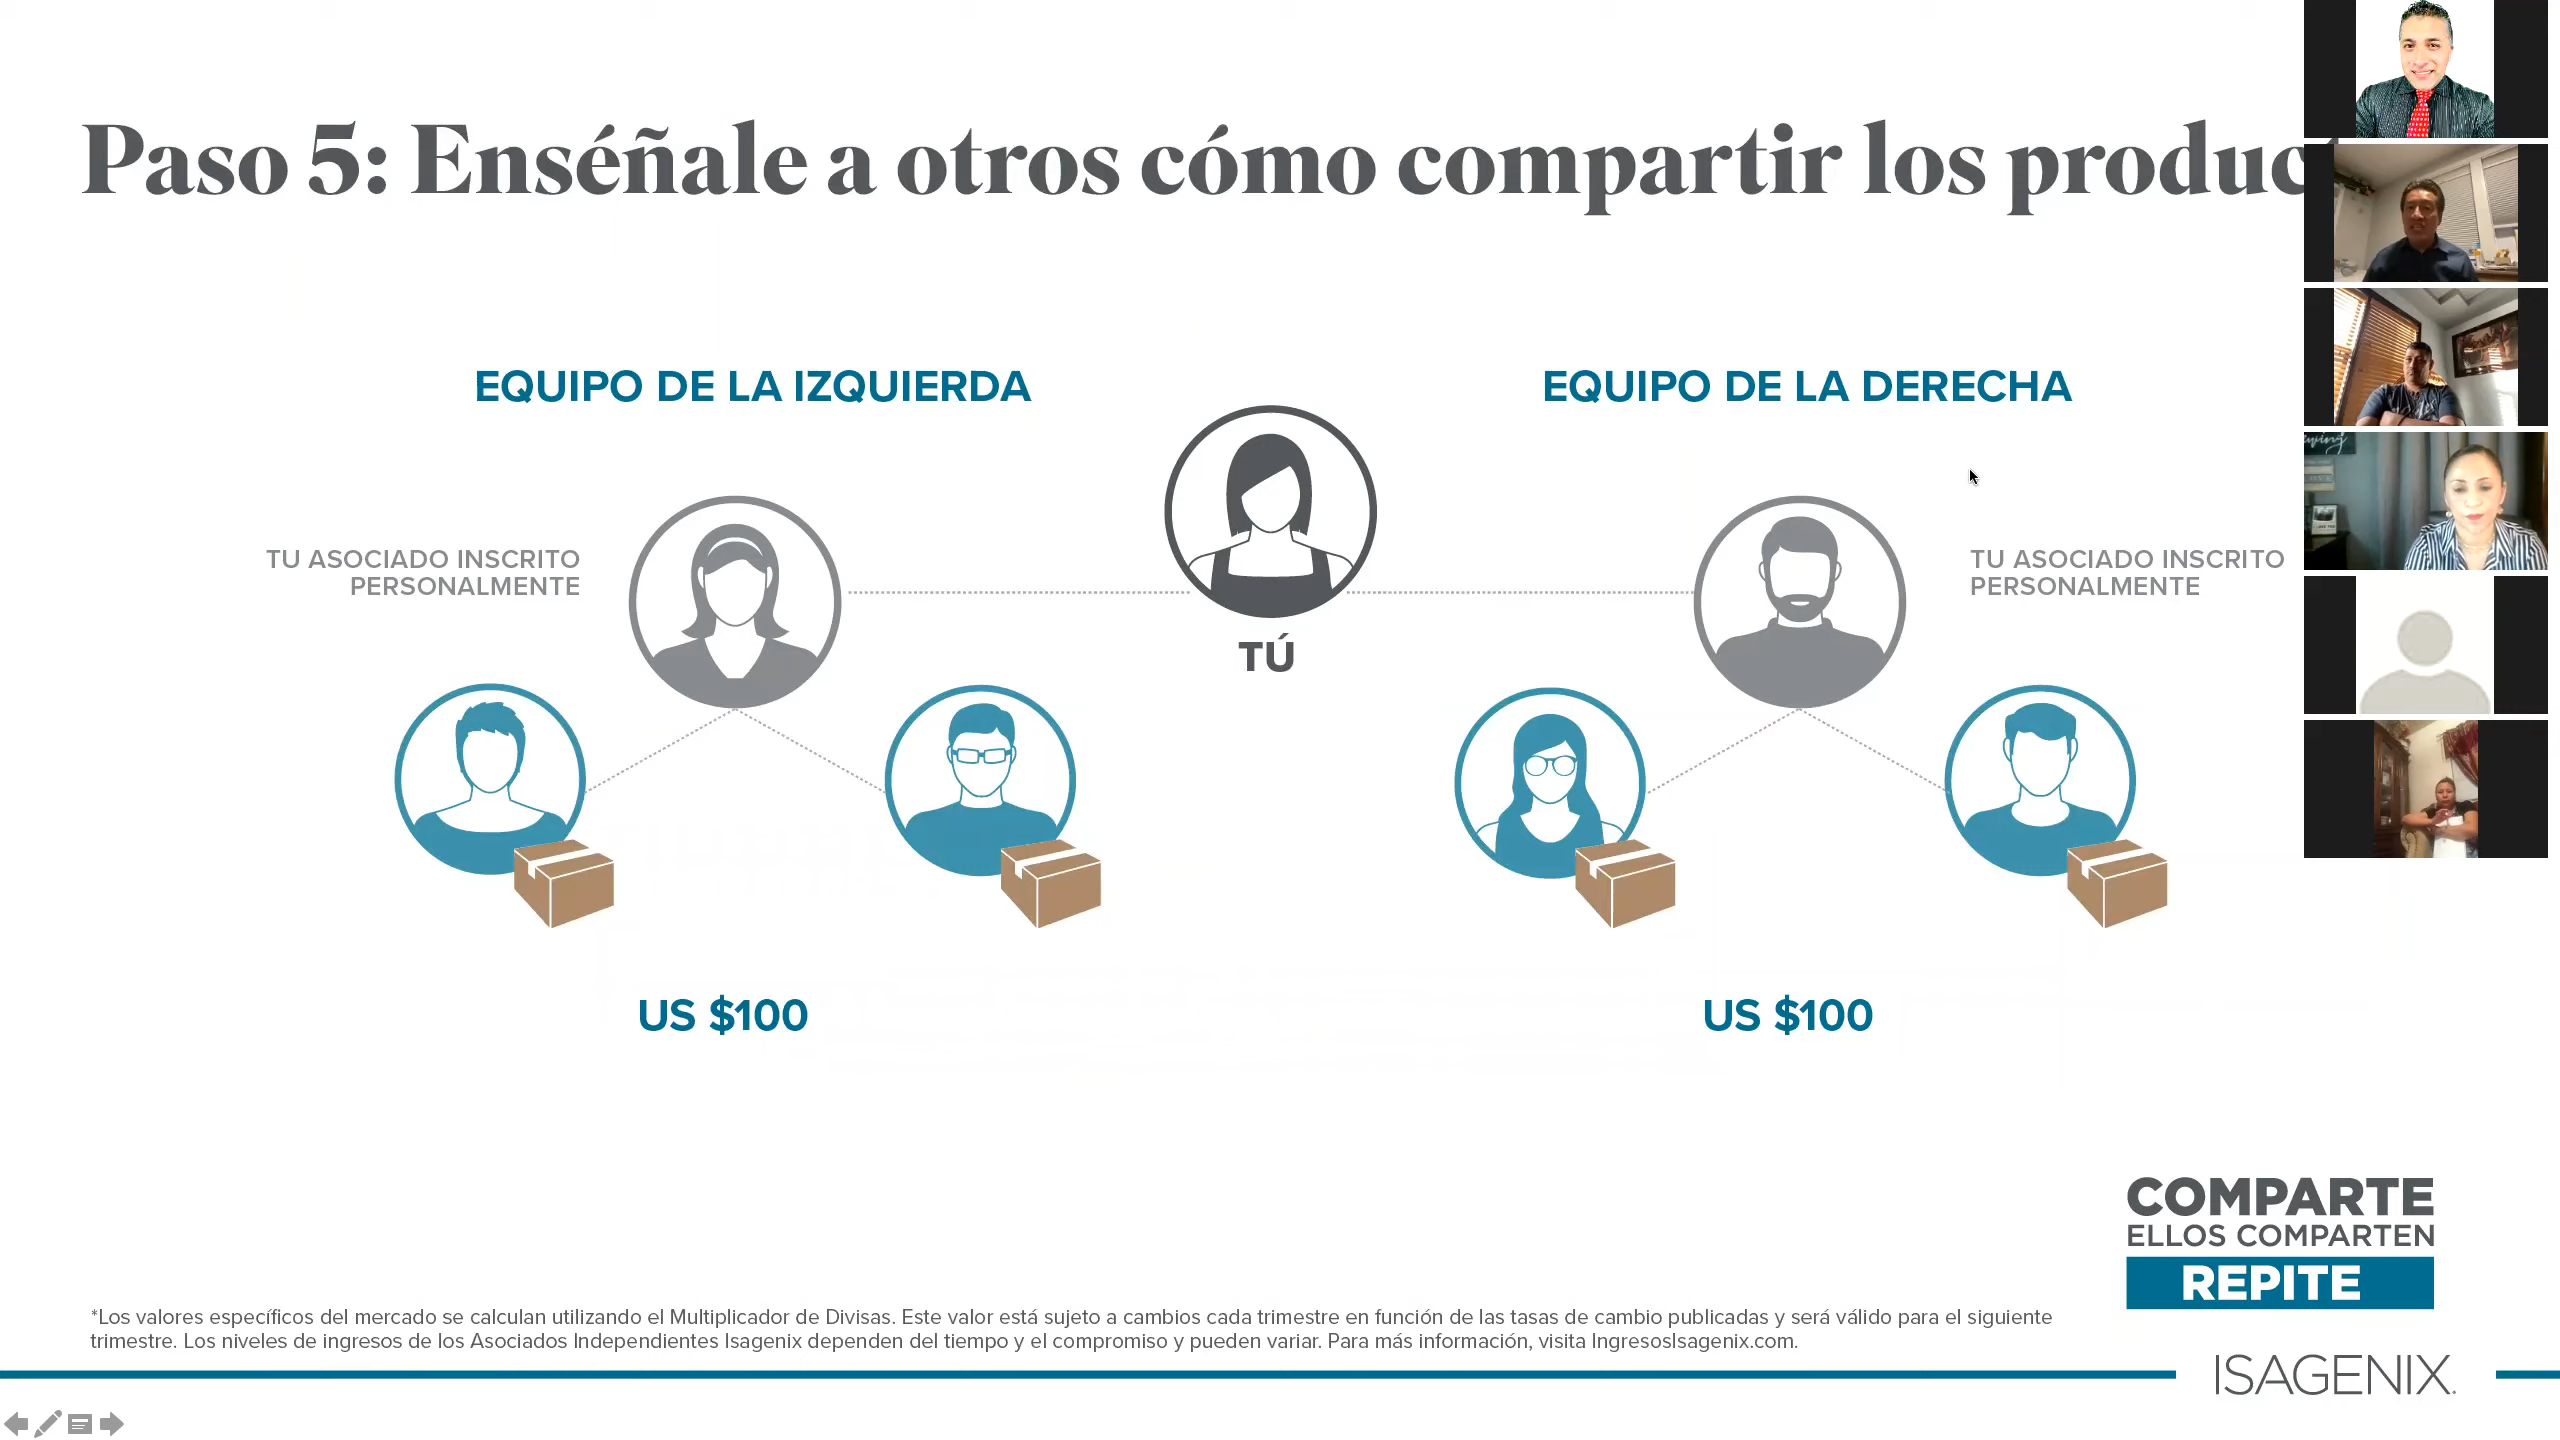 Paso 5: Enséñale a otros cómo compartir los produc
EQUIPO DE LA IZQUIERDA
EQUIPO DE LA DERECHA
TU ASOCIADO INSCRITO
PERSONALMENTE
TU ASOCIADO INSCRITO
PERSONALMENTE
TÚ
US $100
US $100
COMPARTE
ELLOS COMPARTEN
REPITE
*Los valores específicos del mercado se calculan utilizando el Multiplicador de Divisas. Este valor está sujeto a cambios cada trimestre en función de las tasas de cambio publicadas y será válido para el siguiente
trimestre. Los niveles de ingresos de los Asociados Independientes Isagenix dependen del tiempo y el compromiso y pueden variar. Para más información, visita IngresosIsagenix.com.
ISAGENIX